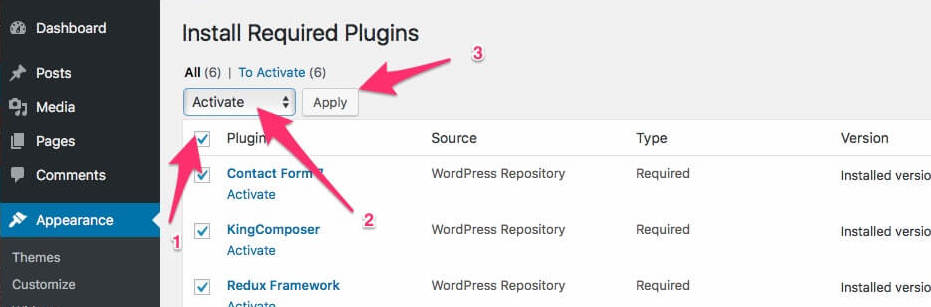 Dashboard
Posts
Media
Pages
Comments
Appearance
Themes
Customize
Install Required Plugins
3
All (6) | To Activate (6)
Activate Apply
Plugin Source Type Version
Contact Form 7 WordPress Repository Required Installed versio
Activate
1
2
KingComposer WordPress Repository Required Installed versio
Activate
Redux Framework WordPress Repository Required Installed versio
Activate